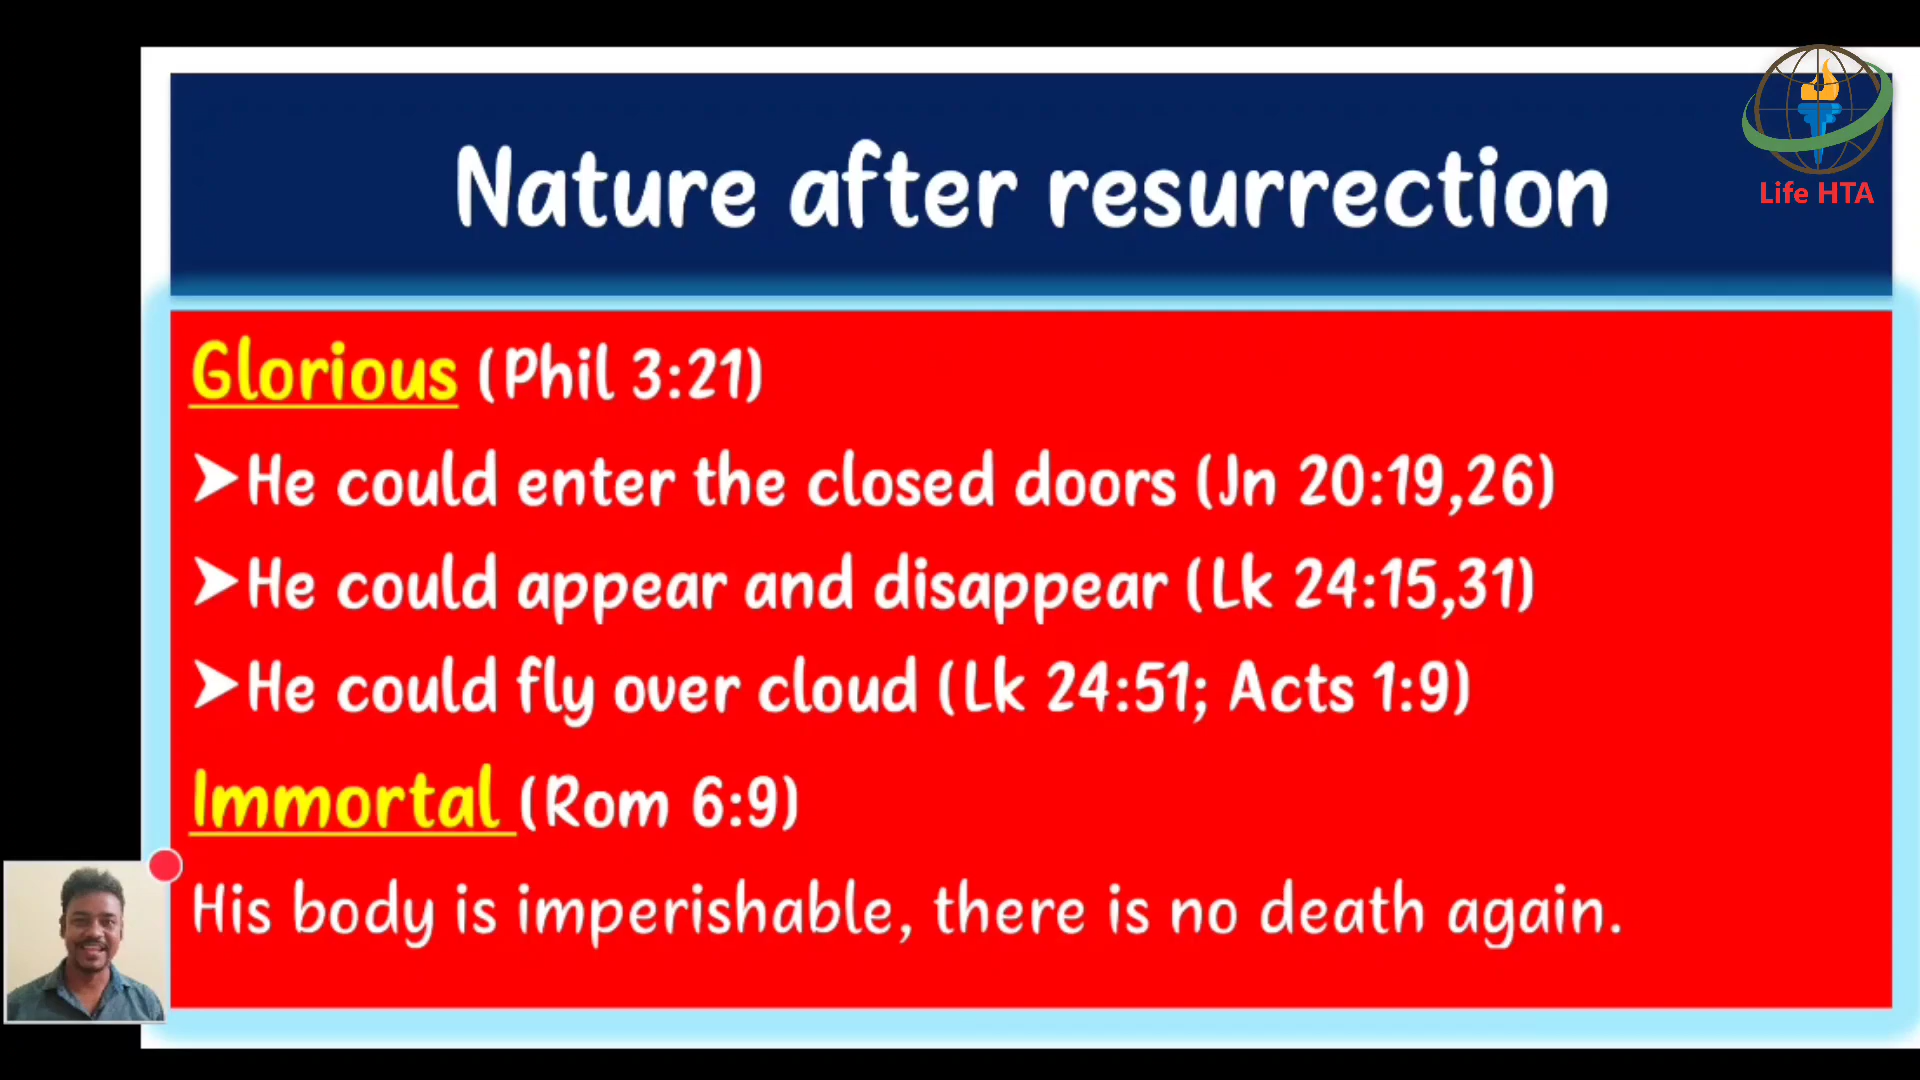 Nature after resurrection
Life HTA
Glorious (Phil 3:21)
➤He could enter the closed doors (Jn 20:19,26)
➤He could appear and disappear (Lk 24:15,31)
➤He could fly over cloud (Lk 24:51; Acts 1:9)
Immortal (Rom 6:9)
His body is imperishable, there is no death again.